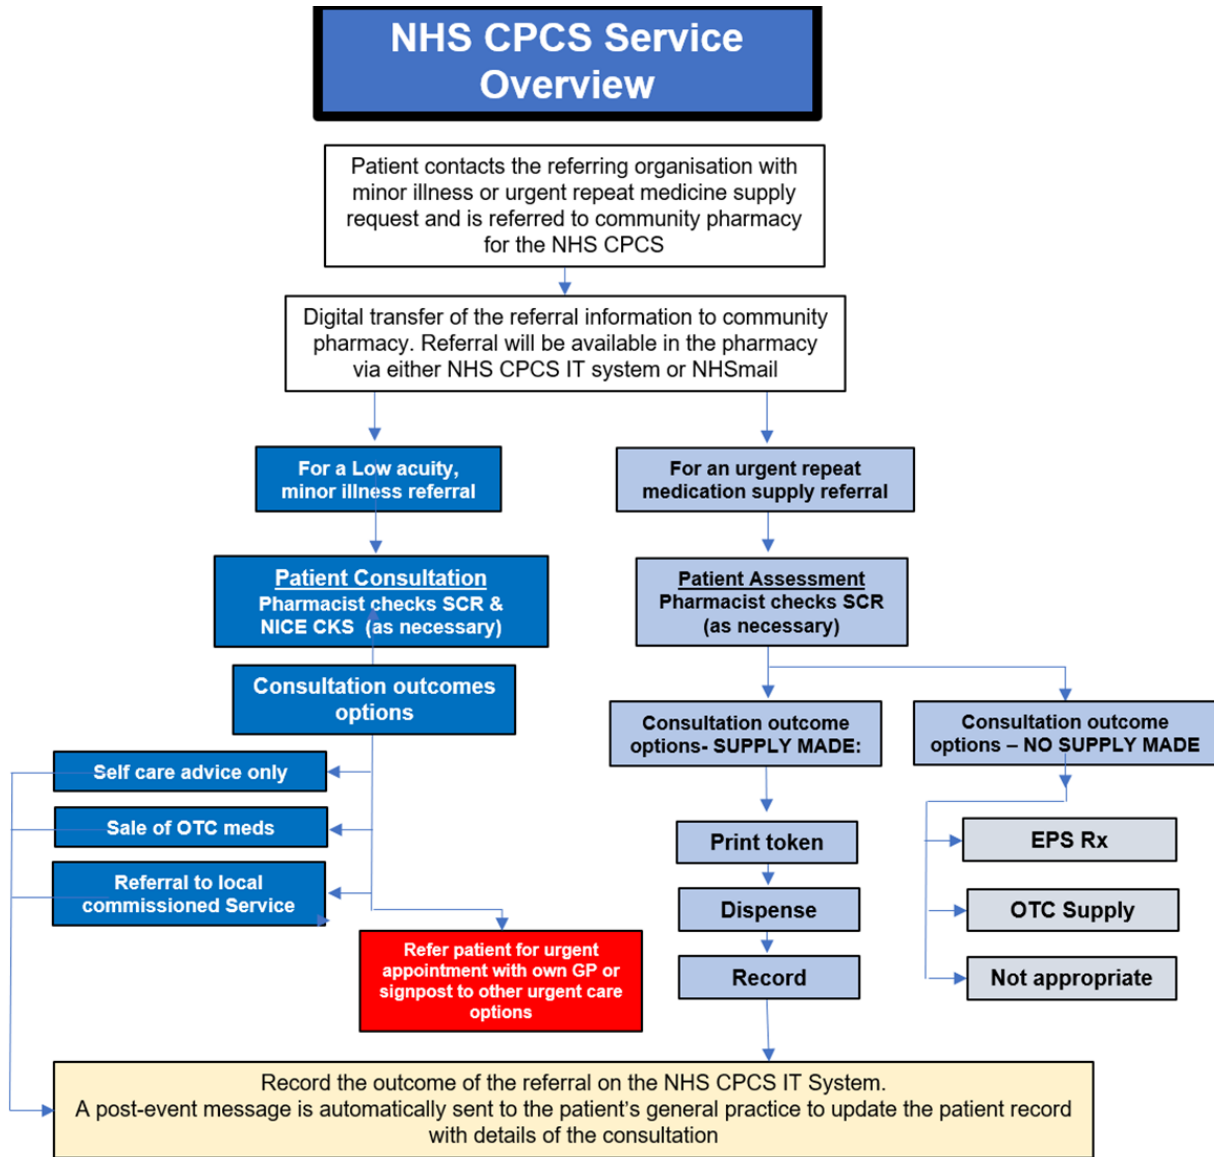 NHS CPCS Service
Overview
Patient contacts the referring organisation with
minor illness or urgent repeat medicine supply
request and is referred to community pharmacy
for the NHS CPCS
Digital transfer of the referral information to community
pharmacy. Referral will be available in the pharmacy
via either NHS CPCS IT system or NHSmail
For a Low acuity,
minor illness referral
For an urgent repeat
medication supply referral
Patient Consultation
Pharmacist checks SCR &
NICE CKS (as necessary)
Patient Assessment
Pharmacist checks SCR
(as necessary)
Consultation outcomes
options
Consultation outcome
options- SUPPLY MADE:
Consultation outcome
options – NO SUPPLY MADE
Self care advice only
Sale of OTC meds
Referral to local
commissioned Service
Refer patient for urgent
appointment with own GP or
signpost to other urgent care
options
Print token
Dispense
Record
EPS Rx
OTC Supply
Not appropriate
Record the outcome of the referral on the NHS CPCS IT System.
A post-event message is automatically sent to the patient's general practice to update the patient record
with details of the consultation